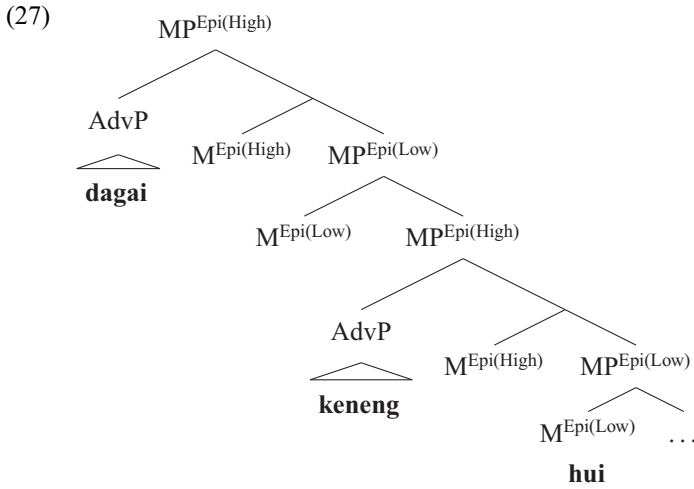 (27)
MP^Epi(High)
AdvP
M^Epi(High) MP^Epi(Low)
dagai
M^Epi(Low) MP^Epi(High)
AdvP
M^Epi(High) MP^Epi(Low)
keneng
M^Epi(Low) ...
hui